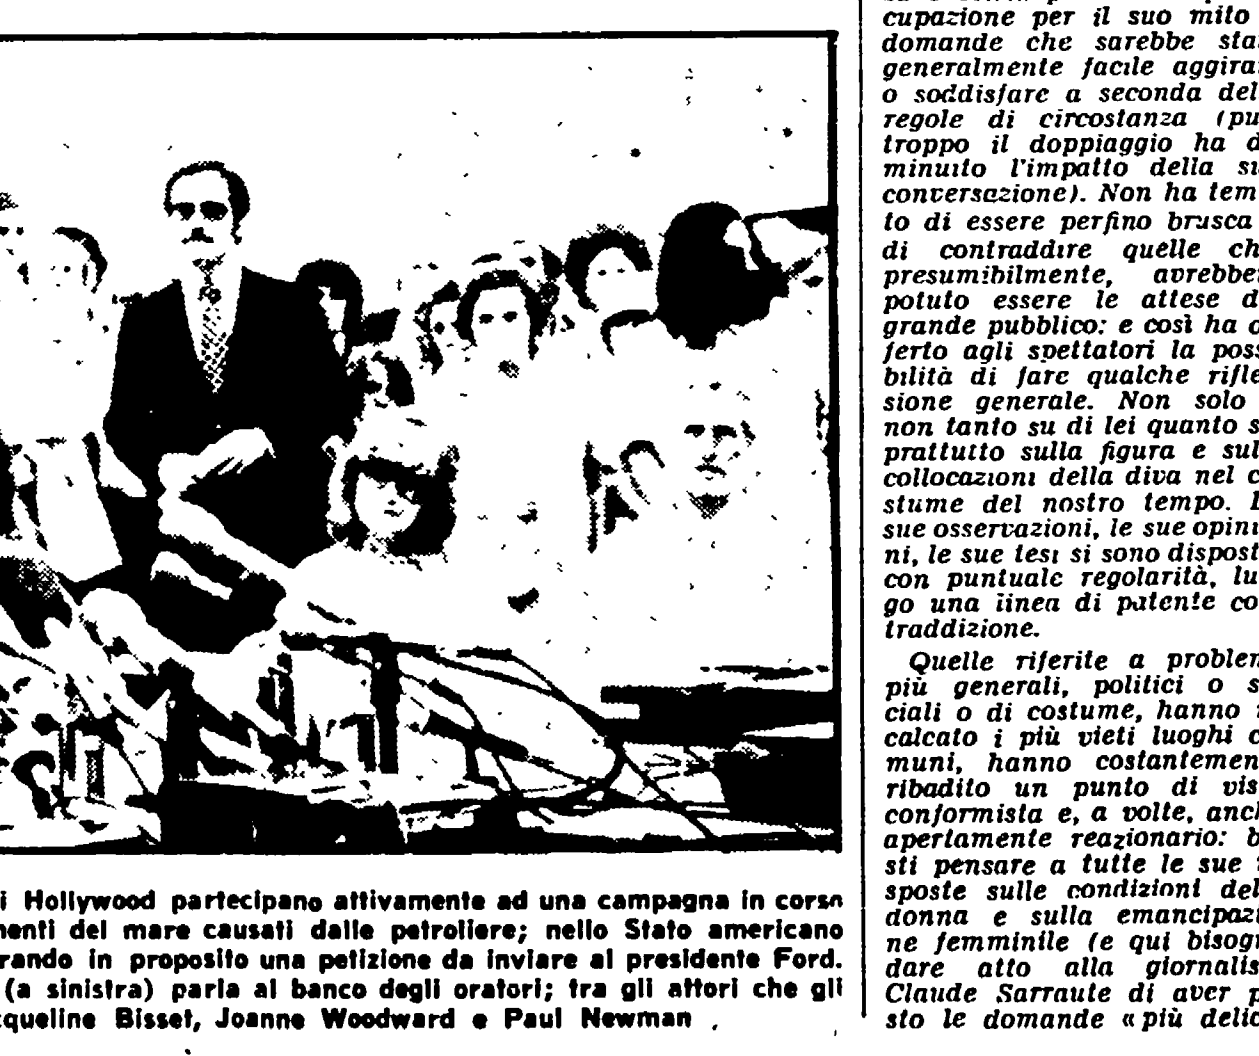 i Hollywood partecipano attivamente ad una campagna in corso
menti del mare causati dalle petroliere; nello Stato americano
rando in proposito una petizione da inviare al presidente Ford.
(a sinistra) parla al banco degli oratori; tra gli attori che gli
cqueline Bisset, Joanne Woodward e Paul Newman
cupazione per il suo mito
domande che sarebbe sta
generalmente facile aggira
o soddisfare a seconda del
regole di circostanza (pu
troppo il doppiaggio ha d
minuito l'impatto della su
conversazione). Non ha tem
to di essere perfino brusca
di contraddire quelle ch
presumibilmente, avrebbe
potuto essere le attese d
grande pubblico: e così ha o
ferto agli spettatori la poss
bilità di fare qualche rifle
sione generale. Non solo
non tanto su di lei quanto s
prattutto sulla figura e sul
collocazioni della diva nel c
stume del nostro tempo. L
sue osservazioni, le sue opini
ni, le sue tesi si sono dispost
con puntuale regolarità, lu
go una linea di patente co
traddizione.
Quelle riferite a problem
più generali, politici o s
ciali o di costume, hanno
calcato i più vieti luoghi c
muni, hanno costantemen
ribadito un punto di vis
conformista e, a volte, anch
apertamente reazionario: b
sti pensare a tutte le sue
sposte sulle condizioni del
donna e sulla emancipazi
ne femminile (e qui bisogn
dare atto alla giornalis
Claude Sarraute di aver p
sto le domande «più delic